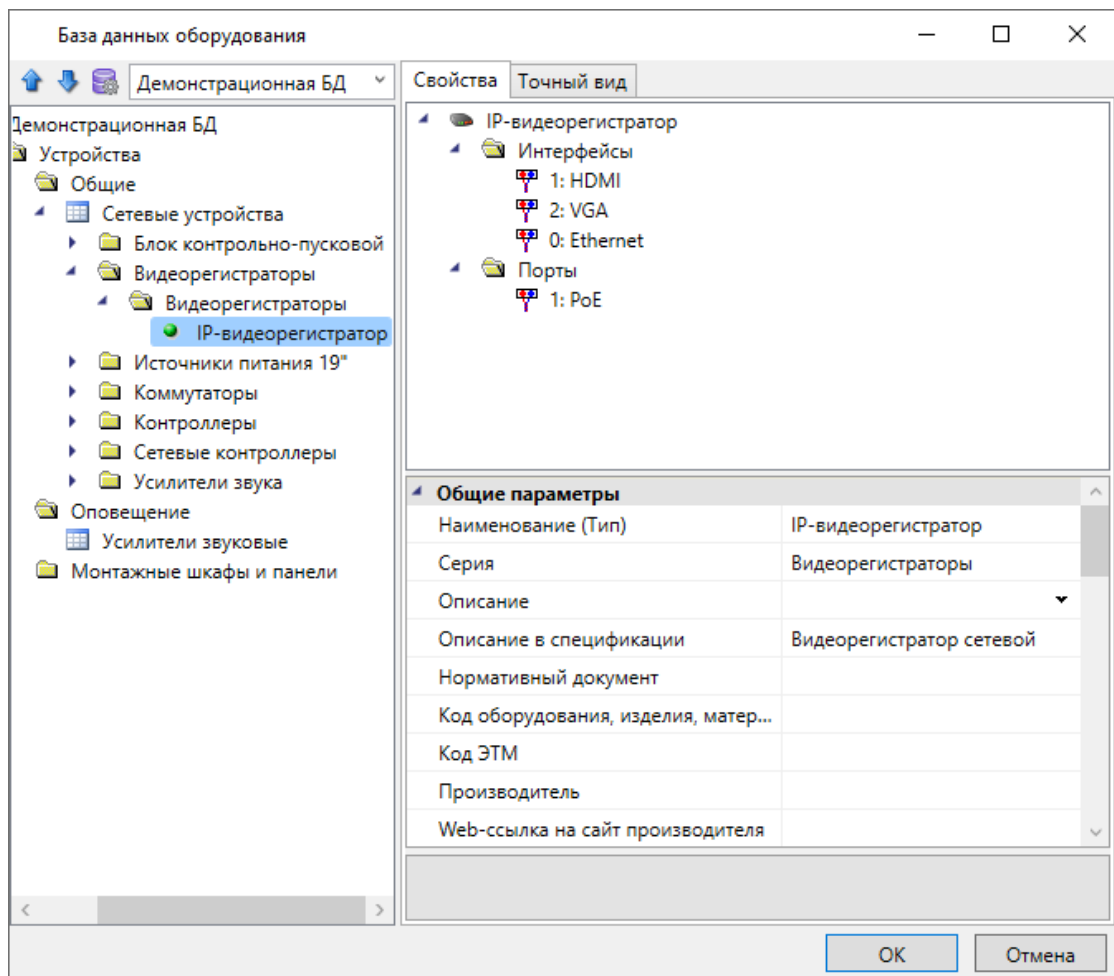 База данных оборудования
Демонстрационная БД
Демонстрационная БД
Устройства
Общие
Сетевые устройства
Блок контрольно-пусковой
Видеорегистраторы
Видеорегистраторы
IP-видеорегистратор
Источники питания 19"
Коммутаторы
Контроллеры
Сетевые контроллеры
Усилители звука
Оповещение
Усилители звуковые
Монтажные шкафы и панели
Свойства Точный вид
IP-видеорегистратор
Интерфейсы
1: HDMI
2: VGA
0: Ethernet
Порты
1: PoE
Общие параметры
Наименование (Тип) IP-видеорегистратор
Серия Видеорегистраторы
Описание
Описание в спецификации Видеорегистратор сетевой
Нормативный документ
Код оборудования, изделия, матер...
Код ЭТМ
Производитель
Web-ссылка на сайт производителя
OK Отмена